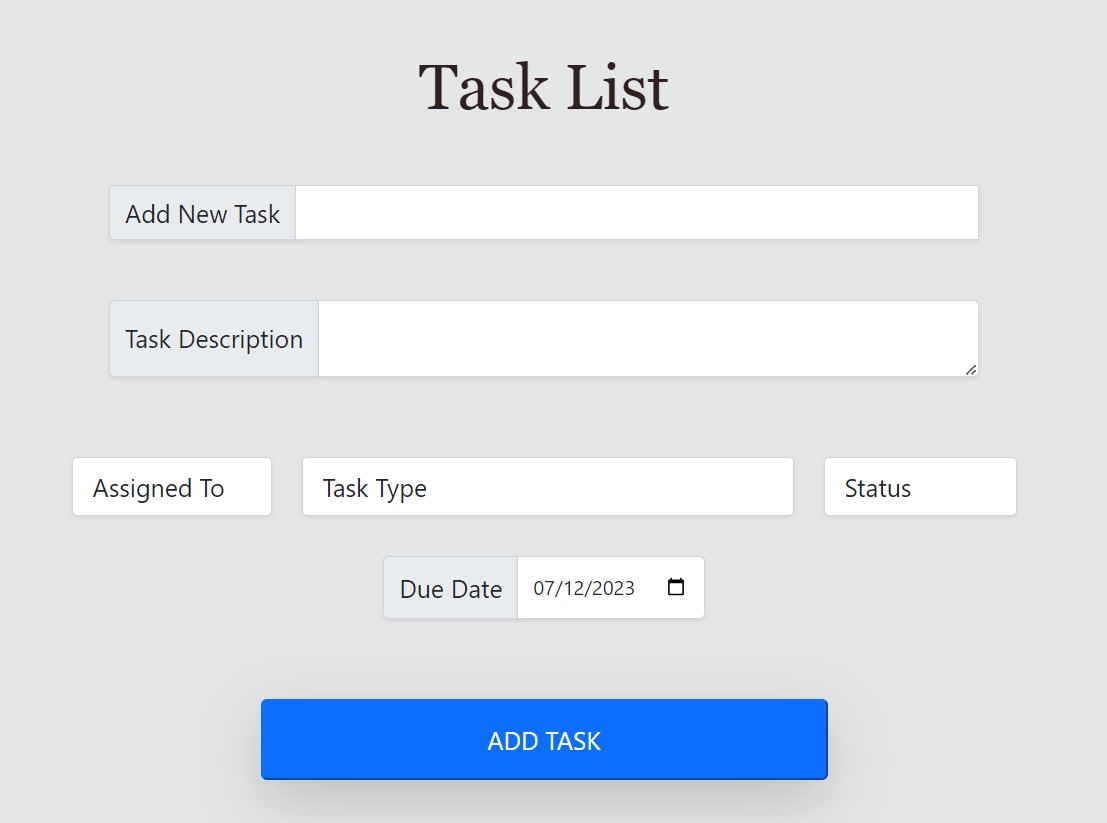 Task List
Add New Task
Task Description
Assigned To
Task Type
Status
Due Date 07/12/2023
ADD TASK